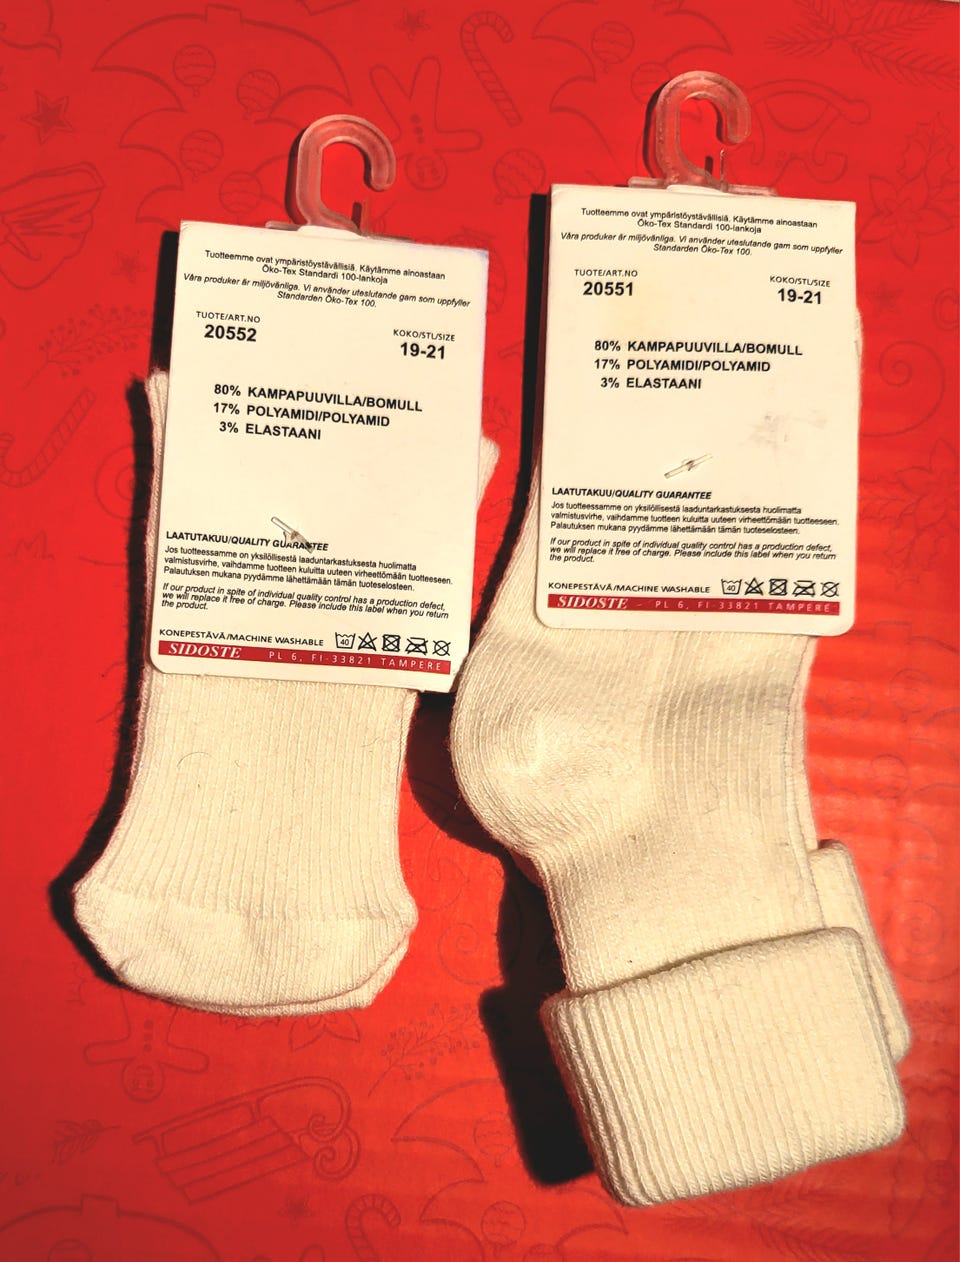 Tuotteemme ovat ympäristöystävällisiä. Käytämme ainoastaan
Öko-Tex Standardi 100-lankoja
Våra produker är miljövänliga. Vi använder uteslutande garn som uppfyller
Standarden Öko-Tex 100.
TUOTE/ART.NO
20552
KOKO/STL/SIZE
19-21
80% KAMPAPUUVILLA/BOMULL
17% POLYAMIDI/POLYAMID
3% ELASTAANI
LAATUTAKUU/QUALITY GUARANTEE
Jos tuotteessamme on yksilöllisestä laaduntarkastuksesta huolimatta
valmistusvirhe, vaihdamme tuotteen kuluitta uuteen virheettömään tuotteeseen.
Palautuksen mukana pyydämme lähettämään tämän tuoteselosteen.
If our product in spite of individual quality control has a production defect,
we will replace it free of charge. Please include this label when you return
the product.
KONEPESTÄVÄ/MACHINE WASHABLE 40
SIDOSTE PL 6, FI-33821 TAMPERE
Tuotteemme ovat ympäristöystävällisiä. Käytämme ainoastaan
Öko-Tex Standardi 100-lankoja
Våra produker är miljövänliga. Vi använder uteslutande garn som uppfyller
Standarden Öko-Tex 100.
TUOTE/ART.NO
20551
KOKO/STL/SIZE
19-21
80% KAMPAPUUVILLA/BOMULL
17% POLYAMIDI/POLYAMID
3% ELASTAANI
LAATUTAKUU/QUALITY GUARANTEE
Jos tuotteessamme on yksilöllisestä laaduntarkastuksesta huolimatta
valmistusvirhe, vaihdamme tuotteen kuluitta uuteen virheettömään tuotteeseen.
Palautuksen mukana pyydämme lähettämään tämän tuoteselosteen.
If our product in spite of individual quality control has a production defect,
we will replace it free of charge. Please include this label when you return
the product.
KONEPESTÄVÄ/MACHINE WASHABLE 40
SIDOSTE - PL 6, FI-33821 TAMPERE